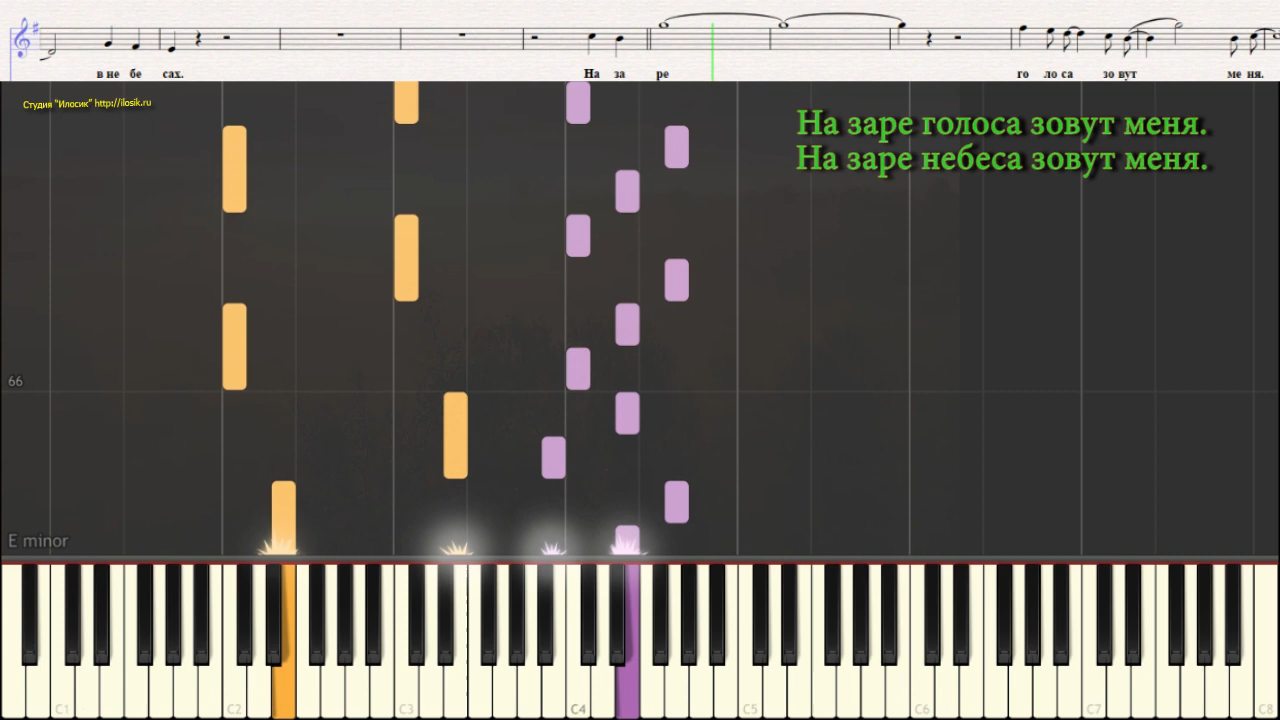 в не бе сах. На за ре го ло са зо вут ме ня.
Студия "Илосик" http://ilosik.ru
На заре голоса зовут меня.
На заре небеса зовут меня.
66
E minor
C1 C2 C3 C4 C5 C6 C7 C8